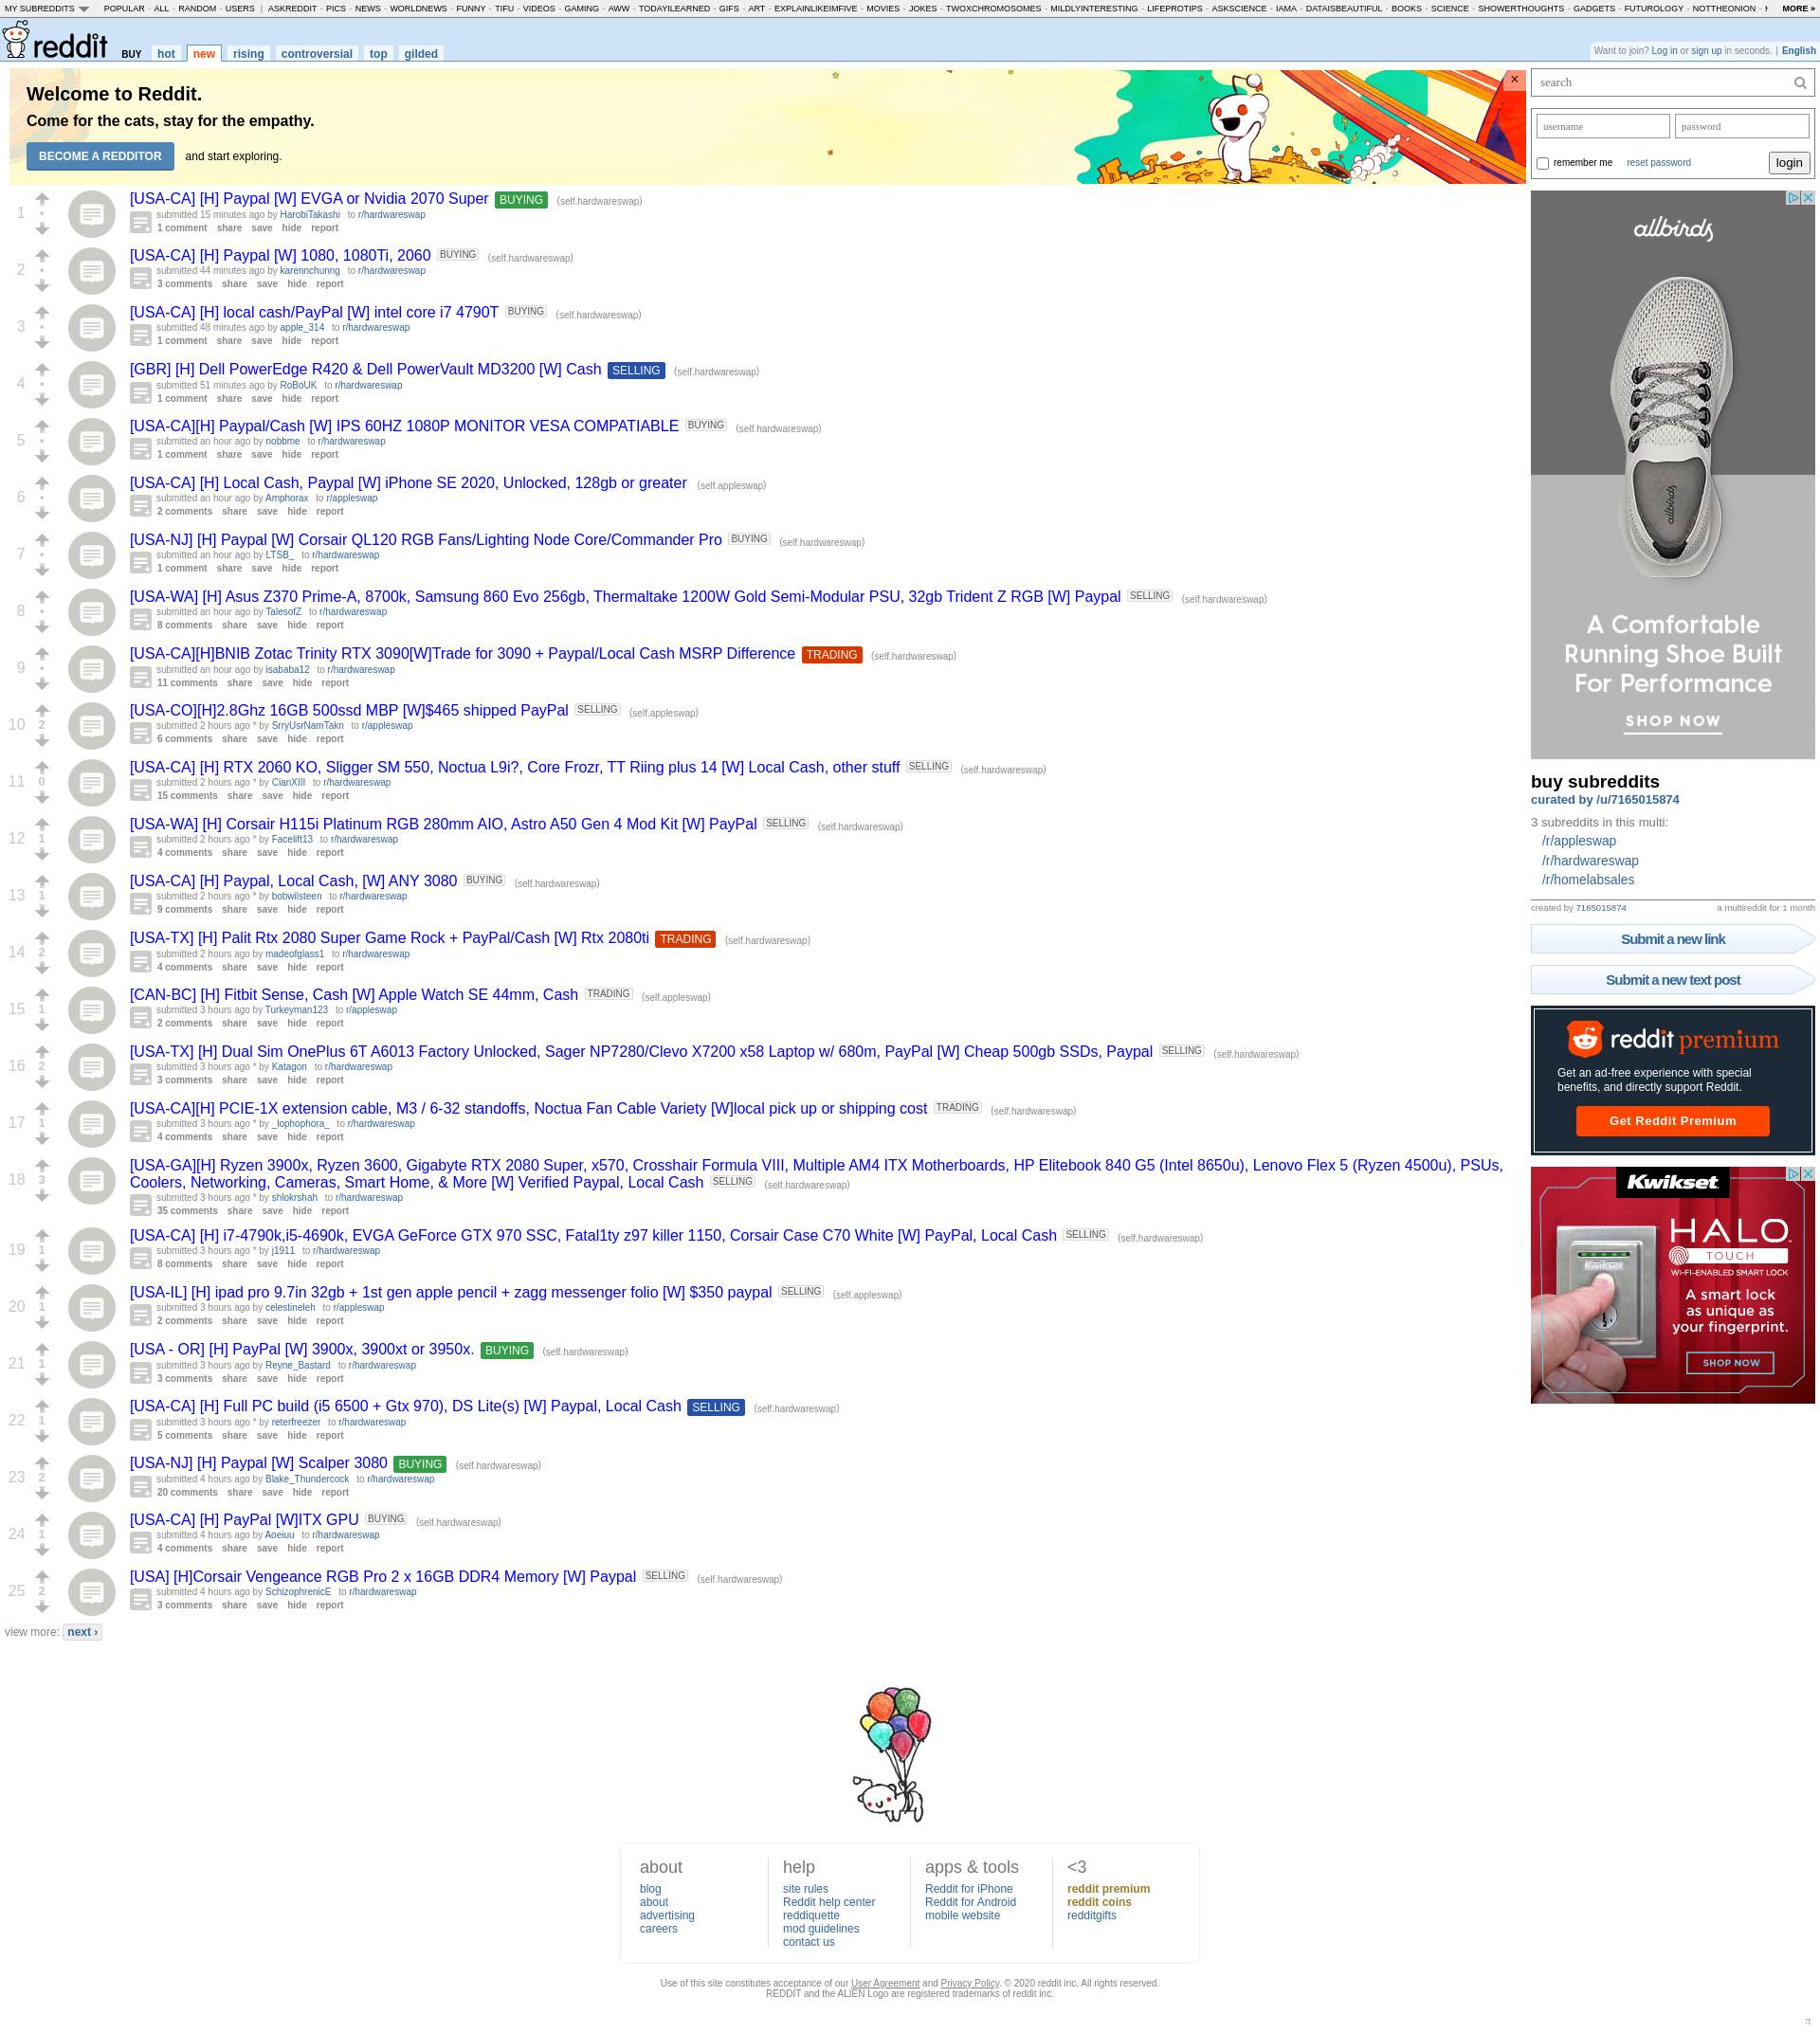 MY SUBREDDITS POPULAR - ALL - RANDOM - USERS | ASKREDDIT - PICS - NEWS - WORLDNEWS - FUNNY - TIFU - VIDEOS - GAMING - AWW - TODAYILEARNED - GIFS - ART - EXPLAINLIKEIMFIVE - MOVIES - JOKES - TWOXCHROMOSOMES - MILDLYINTERESTING - LIFEPROTIPS - ASKSCIENCE - IAMA - DATAISBEAUTIFUL - BOOKS - SCIENCE - SHOWERTHOUGHTS - GADGETS - FUTUROLOGY - NOTTHEONION - MORE »
reddit BUY hot new rising controversial top gilded
Want to join? Log in or sign up in seconds. | English
Welcome to Reddit.
Come for the cats, stay for the empathy.
BECOME A REDDITOR and start exploring.
×
1
[USA-CA] [H] Paypal [W] EVGA or Nvidia 2070 Super BUYING (self.hardwareswap)
submitted 15 minutes ago by HarobiTakashi to r/hardwareswap
1 comment share save hide report
2
[USA-CA] [H] Paypal [W] 1080, 1080Ti, 2060 BUYING (self.hardwareswap)
submitted 44 minutes ago by karennchunng to r/hardwareswap
3 comments share save hide report
3
[USA-CA] [H] local cash/PayPal [W] intel core i7 4790T BUYING (self.hardwareswap)
submitted 48 minutes ago by apple_314 to r/hardwareswap
1 comment share save hide report
4
[GBR] [H] Dell PowerEdge R420 & Dell PowerVault MD3200 [W] Cash SELLING (self.hardwareswap)
submitted 51 minutes ago by RoBoUK to r/hardwareswap
1 comment share save hide report
5
[USA-CA][H] Paypal/Cash [W] IPS 60HZ 1080P MONITOR VESA COMPATIABLE BUYING (self.hardwareswap)
submitted an hour ago by nobbme to r/hardwareswap
1 comment share save hide report
6
[USA-CA] [H] Local Cash, Paypal [W] iPhone SE 2020, Unlocked, 128gb or greater (self.appleswap)
submitted an hour ago by Amphorax to r/appleswap
2 comments share save hide report
7
[USA-NJ] [H] Paypal [W] Corsair QL120 RGB Fans/Lighting Node Core/Commander Pro BUYING (self.hardwareswap)
submitted an hour ago by LTSB_ to r/hardwareswap
1 comment share save hide report
8
[USA-WA] [H] Asus Z370 Prime-A, 8700k, Samsung 860 Evo 256gb, Thermaltake 1200W Gold Semi-Modular PSU, 32gb Trident Z RGB [W] Paypal SELLING (self.hardwareswap)
submitted an hour ago by TalesofZ to r/hardwareswap
8 comments share save hide report
9
[USA-CA][H]BNIB Zotac Trinity RTX 3090[W]Trade for 3090 + Paypal/Local Cash MSRP Difference TRADING (self.hardwareswap)
submitted an hour ago by isababa12 to r/hardwareswap
11 comments share save hide report
10 2
[USA-CO][H]2.8Ghz 16GB 500ssd MBP [W]$465 shipped PayPal SELLING (self.appleswap)
submitted 2 hours ago * by SrryUsrNamTakn to r/appleswap
6 comments share save hide report
11 0
[USA-CA] [H] RTX 2060 KO, Sligger SM 550, Noctua L9i?, Core Frozr, TT Riing plus 14 [W] Local Cash, other stuff SELLING (self.hardwareswap)
submitted 2 hours ago * by CianXIII to r/hardwareswap
15 comments share save hide report
12 1
[USA-WA] [H] Corsair H115i Platinum RGB 280mm AIO, Astro A50 Gen 4 Mod Kit [W] PayPal SELLING (self.hardwareswap)
submitted 2 hours ago * by Facelift13 to r/hardwareswap
4 comments share save hide report
13 1
[USA-CA] [H] Paypal, Local Cash, [W] ANY 3080 BUYING (self.hardwareswap)
submitted 2 hours ago * by bobwilsteen to r/hardwareswap
9 comments share save hide report
14 2
[USA-TX] [H] Palit Rtx 2080 Super Game Rock + PayPal/Cash [W] Rtx 2080ti TRADING (self.hardwareswap)
submitted 2 hours ago by madeofglass1 to r/hardwareswap
4 comments share save hide report
15 1
[CAN-BC] [H] Fitbit Sense, Cash [W] Apple Watch SE 44mm, Cash TRADING (self.appleswap)
submitted 3 hours ago by Turkeyman123 to r/appleswap
2 comments share save hide report
16 2
[USA-TX] [H] Dual Sim OnePlus 6T A6013 Factory Unlocked, Sager NP7280/Clevo X7200 x58 Laptop w/ 680m, PayPal [W] Cheap 500gb SSDs, Paypal SELLING (self.hardwareswap)
submitted 3 hours ago * by Katagon to r/hardwareswap
3 comments share save hide report
17 1
[USA-CA][H] PCIE-1X extension cable, M3 / 6-32 standoffs, Noctua Fan Cable Variety [W]local pick up or shipping cost TRADING (self.hardwareswap)
submitted 3 hours ago * by _lophophora_ to r/hardwareswap
4 comments share save hide report
18 3
[USA-GA][H] Ryzen 3900x, Ryzen 3600, Gigabyte RTX 2080 Super, x570, Crosshair Formula VIII, Multiple AM4 ITX Motherboards, HP Elitebook 840 G5 (Intel 8650u), Lenovo Flex 5 (Ryzen 4500u), PSUs,
Coolers, Networking, Cameras, Smart Home, & More [W] Verified Paypal, Local Cash SELLING (self.hardwareswap)
submitted 3 hours ago * by shlokrshah to r/hardwareswap
35 comments share save hide report
19 1
[USA-CA] [H] i7-4790k,i5-4690k, EVGA GeForce GTX 970 SSC, Fatal1ty z97 killer 1150, Corsair Case C70 White [W] PayPal, Local Cash SELLING (self.hardwareswap)
submitted 3 hours ago * by j1911 to r/hardwareswap
8 comments share save hide report
20 1
[USA-IL] [H] ipad pro 9.7in 32gb + 1st gen apple pencil + zagg messenger folio [W] $350 paypal SELLING (self.appleswap)
submitted 3 hours ago by celestineleh to r/appleswap
2 comments share save hide report
21 1
[USA - OR] [H] PayPal [W] 3900x, 3900xt or 3950x. BUYING (self.hardwareswap)
submitted 3 hours ago by Reyne_Bastard to r/hardwareswap
3 comments share save hide report
22 1
[USA-CA] [H] Full PC build (i5 6500 + Gtx 970), DS Lite(s) [W] Paypal, Local Cash SELLING (self.hardwareswap)
submitted 3 hours ago * by reterfreezer to r/hardwareswap
5 comments share save hide report
23 2
[USA-NJ] [H] Paypal [W] Scalper 3080 BUYING (self.hardwareswap)
submitted 4 hours ago by Blake_Thundercock to r/hardwareswap
20 comments share save hide report
24 1
[USA-CA] [H] PayPal [W]ITX GPU BUYING (self.hardwareswap)
submitted 4 hours ago by Aoeiuu to r/hardwareswap
4 comments share save hide report
25 2
[USA] [H]Corsair Vengeance RGB Pro 2 x 16GB DDR4 Memory [W] Paypal SELLING (self.hardwareswap)
submitted 4 hours ago by SchizophrenicE to r/hardwareswap
3 comments share save hide report
view more: next ›
search
username password
remember me reset password login
allbirds
allbirds
A Comfortable
Running Shoe Built
For Performance
SHOP NOW
buy subreddits
curated by /u/7165015874
3 subreddits in this multi:
/r/appleswap
/r/hardwareswap
/r/homelabsales
created by 7165015874 a multireddit for 1 month
Submit a new link
Submit a new text post
reddit premium
Get an ad-free experience with special
benefits, and directly support Reddit.
Get Reddit Premium
Kwikset
HALO
TOUCH
WI-FI-ENABLED SMART LOCK
Kwikset
A smart lock
as unique as
your fingerprint.
SHOP NOW
about
blog
about
advertising
careers
help
site rules
Reddit help center
reddiquette
mod guidelines
contact us
apps & tools
Reddit for iPhone
Reddit for Android
mobile website
<3
reddit premium
reddit coins
redditgifts
Use of this site constitutes acceptance of our User Agreement and Privacy Policy. © 2020 reddit inc. All rights reserved.
REDDIT and the ALIEN Logo are registered trademarks of reddit inc.
π